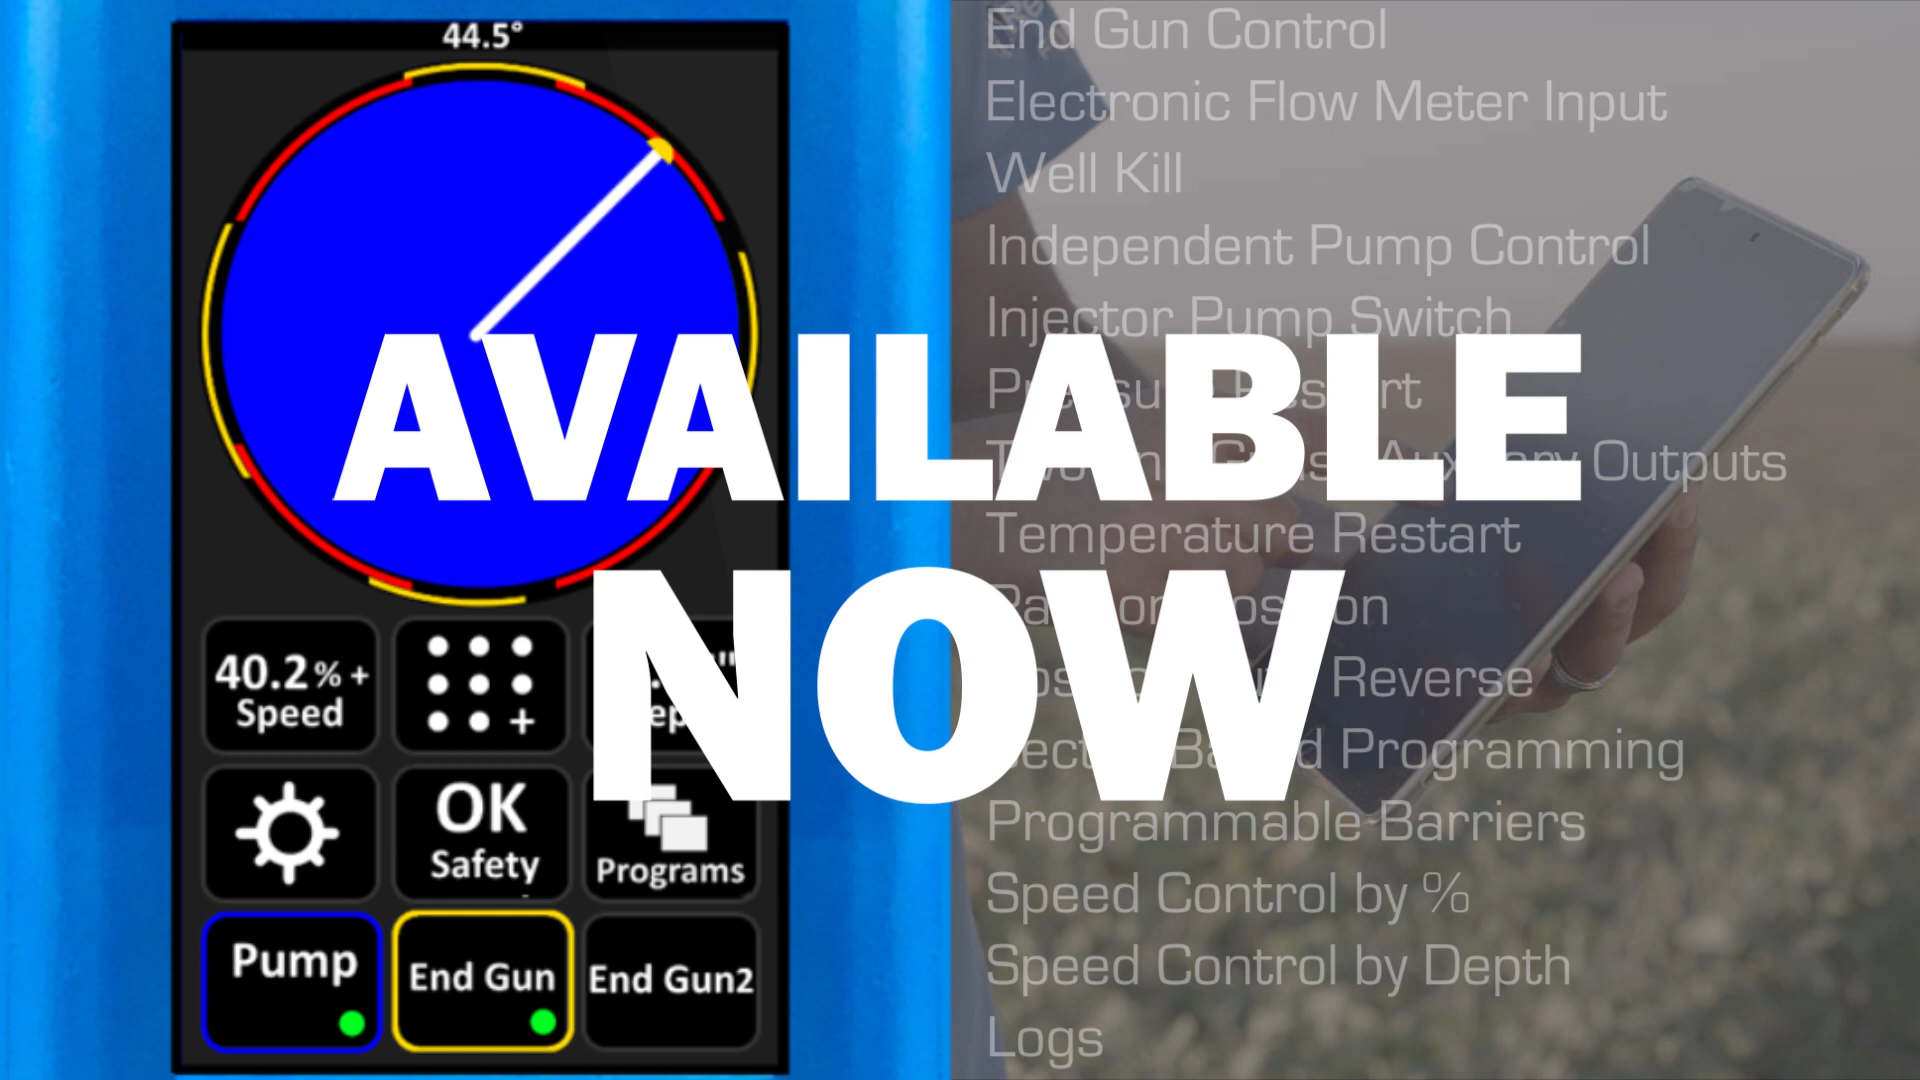 44.5°
40.2% +
Speed
+
OK
Safety
Programs
Pump
End Gun
End Gun2
End Gun Control
Electronic Flow Meter Input
Well Kill
Independent Pump Control
Injector Pump Switch
AVAILABLE
Outputs
Temperature Restart
NOW
Reverse
Programming
Programmable Barriers
Speed Control by %
Speed Control by Depth
Logs